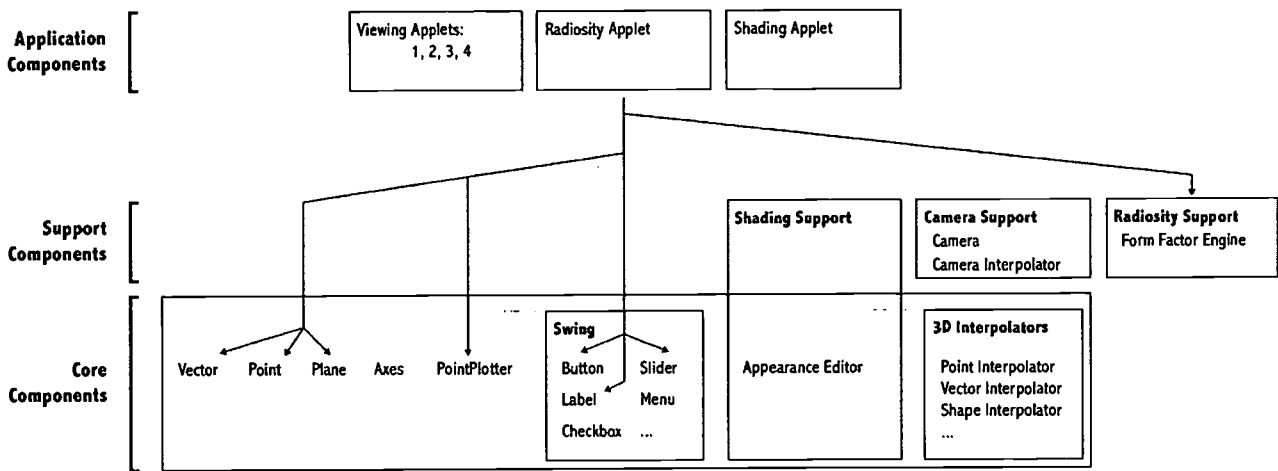 Application
Components
Viewing Applets:
1, 2, 3, 4
Radiosity Applet
Shading Applet
Support
Components
Shading Support
Camera Support
Camera
Camera Interpolator
Radiosity Support
Form Factor Engine
Core
Components
Vector
Point
Plane
Axes
PointPlotter
Swing
Button
Slider
Label
Menu
Checkbox
...
Appearance Editor
3D Interpolators
Point Interpolator
Vector Interpolator
Shape Interpolator
...